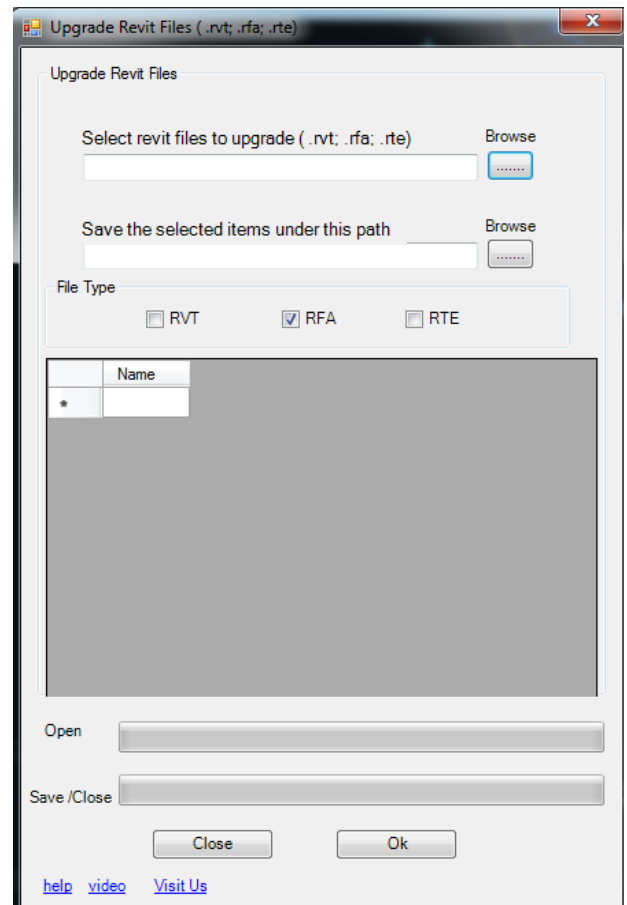 Upgrade Revit Files ( .rvt; .rfa; .rte)
x
Upgrade Revit Files
Select revit files to upgrade ( .rvt; .rfa; .rte)
Browse
.......
Save the selected items under this path
Browse
.......
File Type
RVT RFA RTE
Name
*
Open
Save /Close
Close Ok
help video Visit Us